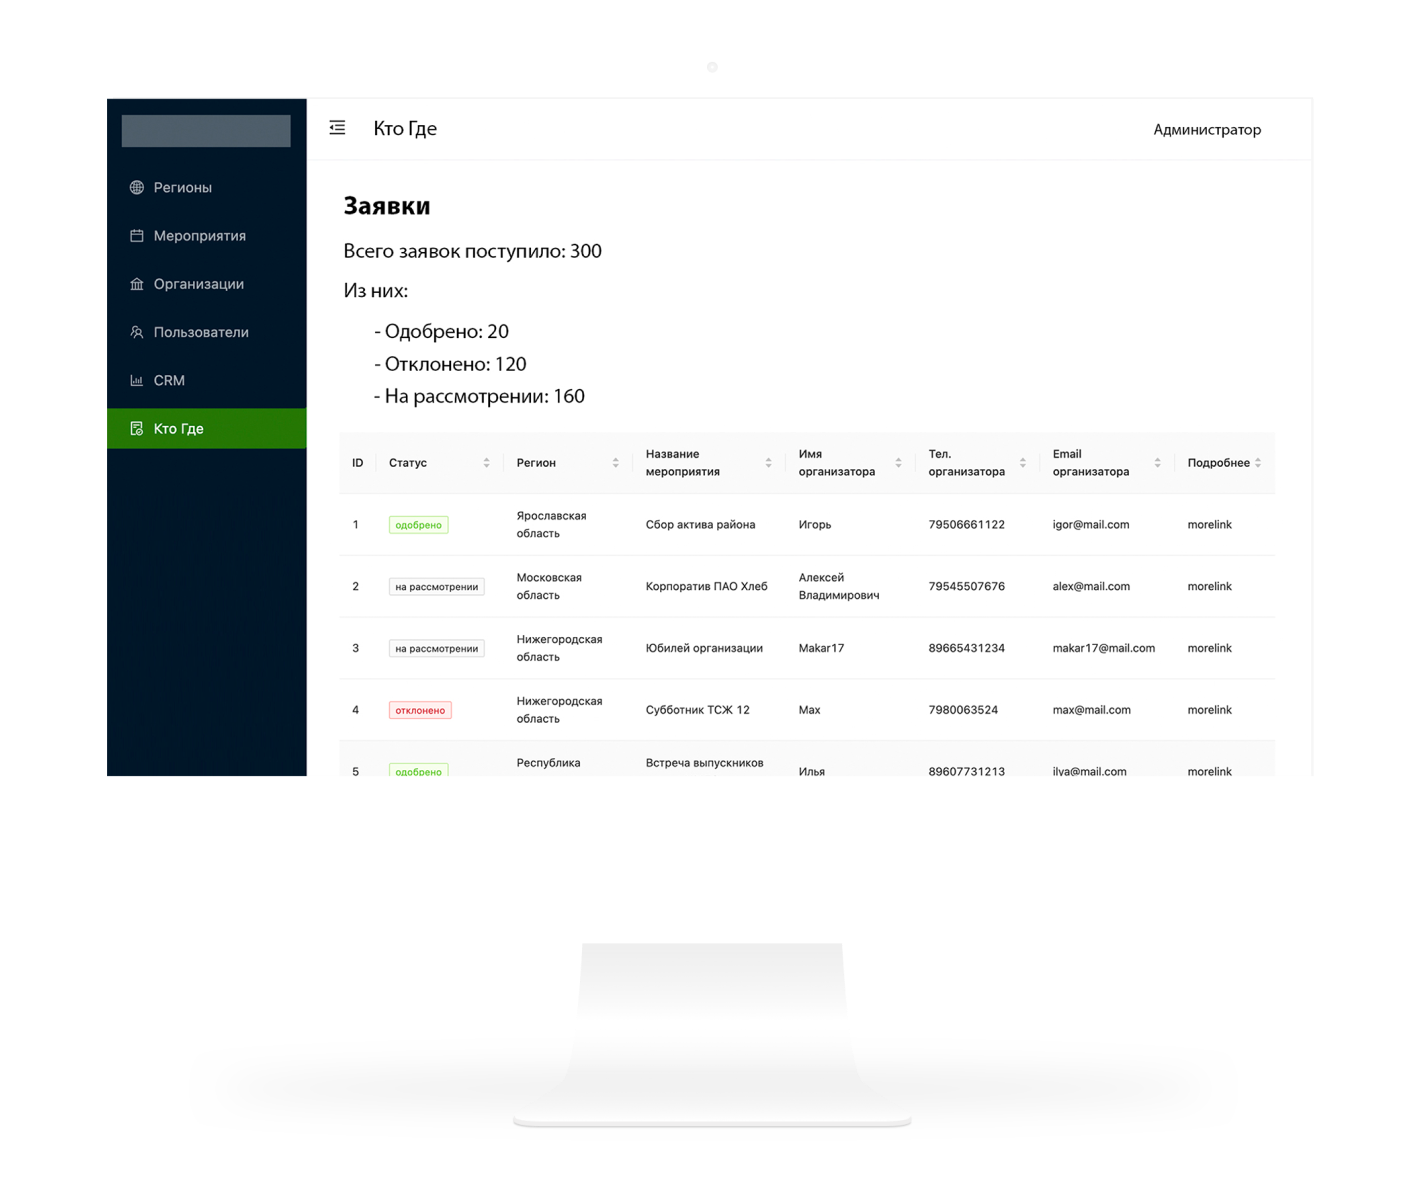 Кто Где
Администратор
Регионы
Мероприятия
Организации
Пользователи
CRM
Кто Где
Заявки
Всего заявок поступило: 300
Из них:
- Одобрено: 20
- Отклонено: 120
- На рассмотрении: 160
ID Статус Регион Название Имя Тел. Email Подробнее
мероприятия организатора организатора организатора
1 одобрено Ярославская Сбор актива района Игорь 79506661122 igor@mail.com morelink
область
2 на рассмотрении Московская Корпоратив ПАО Хлеб Алексей 79545507676 alex@mail.com morelink
область Владимирович
3 на рассмотрении Нижегородская Юбилей организации Makar17 89665431234 makar17@mail.com morelink
область
4 отклонено Нижегородская Субботник ТСЖ 12 Max 7980063524 max@mail.com morelink
область
5 одобрено Республика Встреча выпускников Илья 89607731213 ilya@mail.com morelink